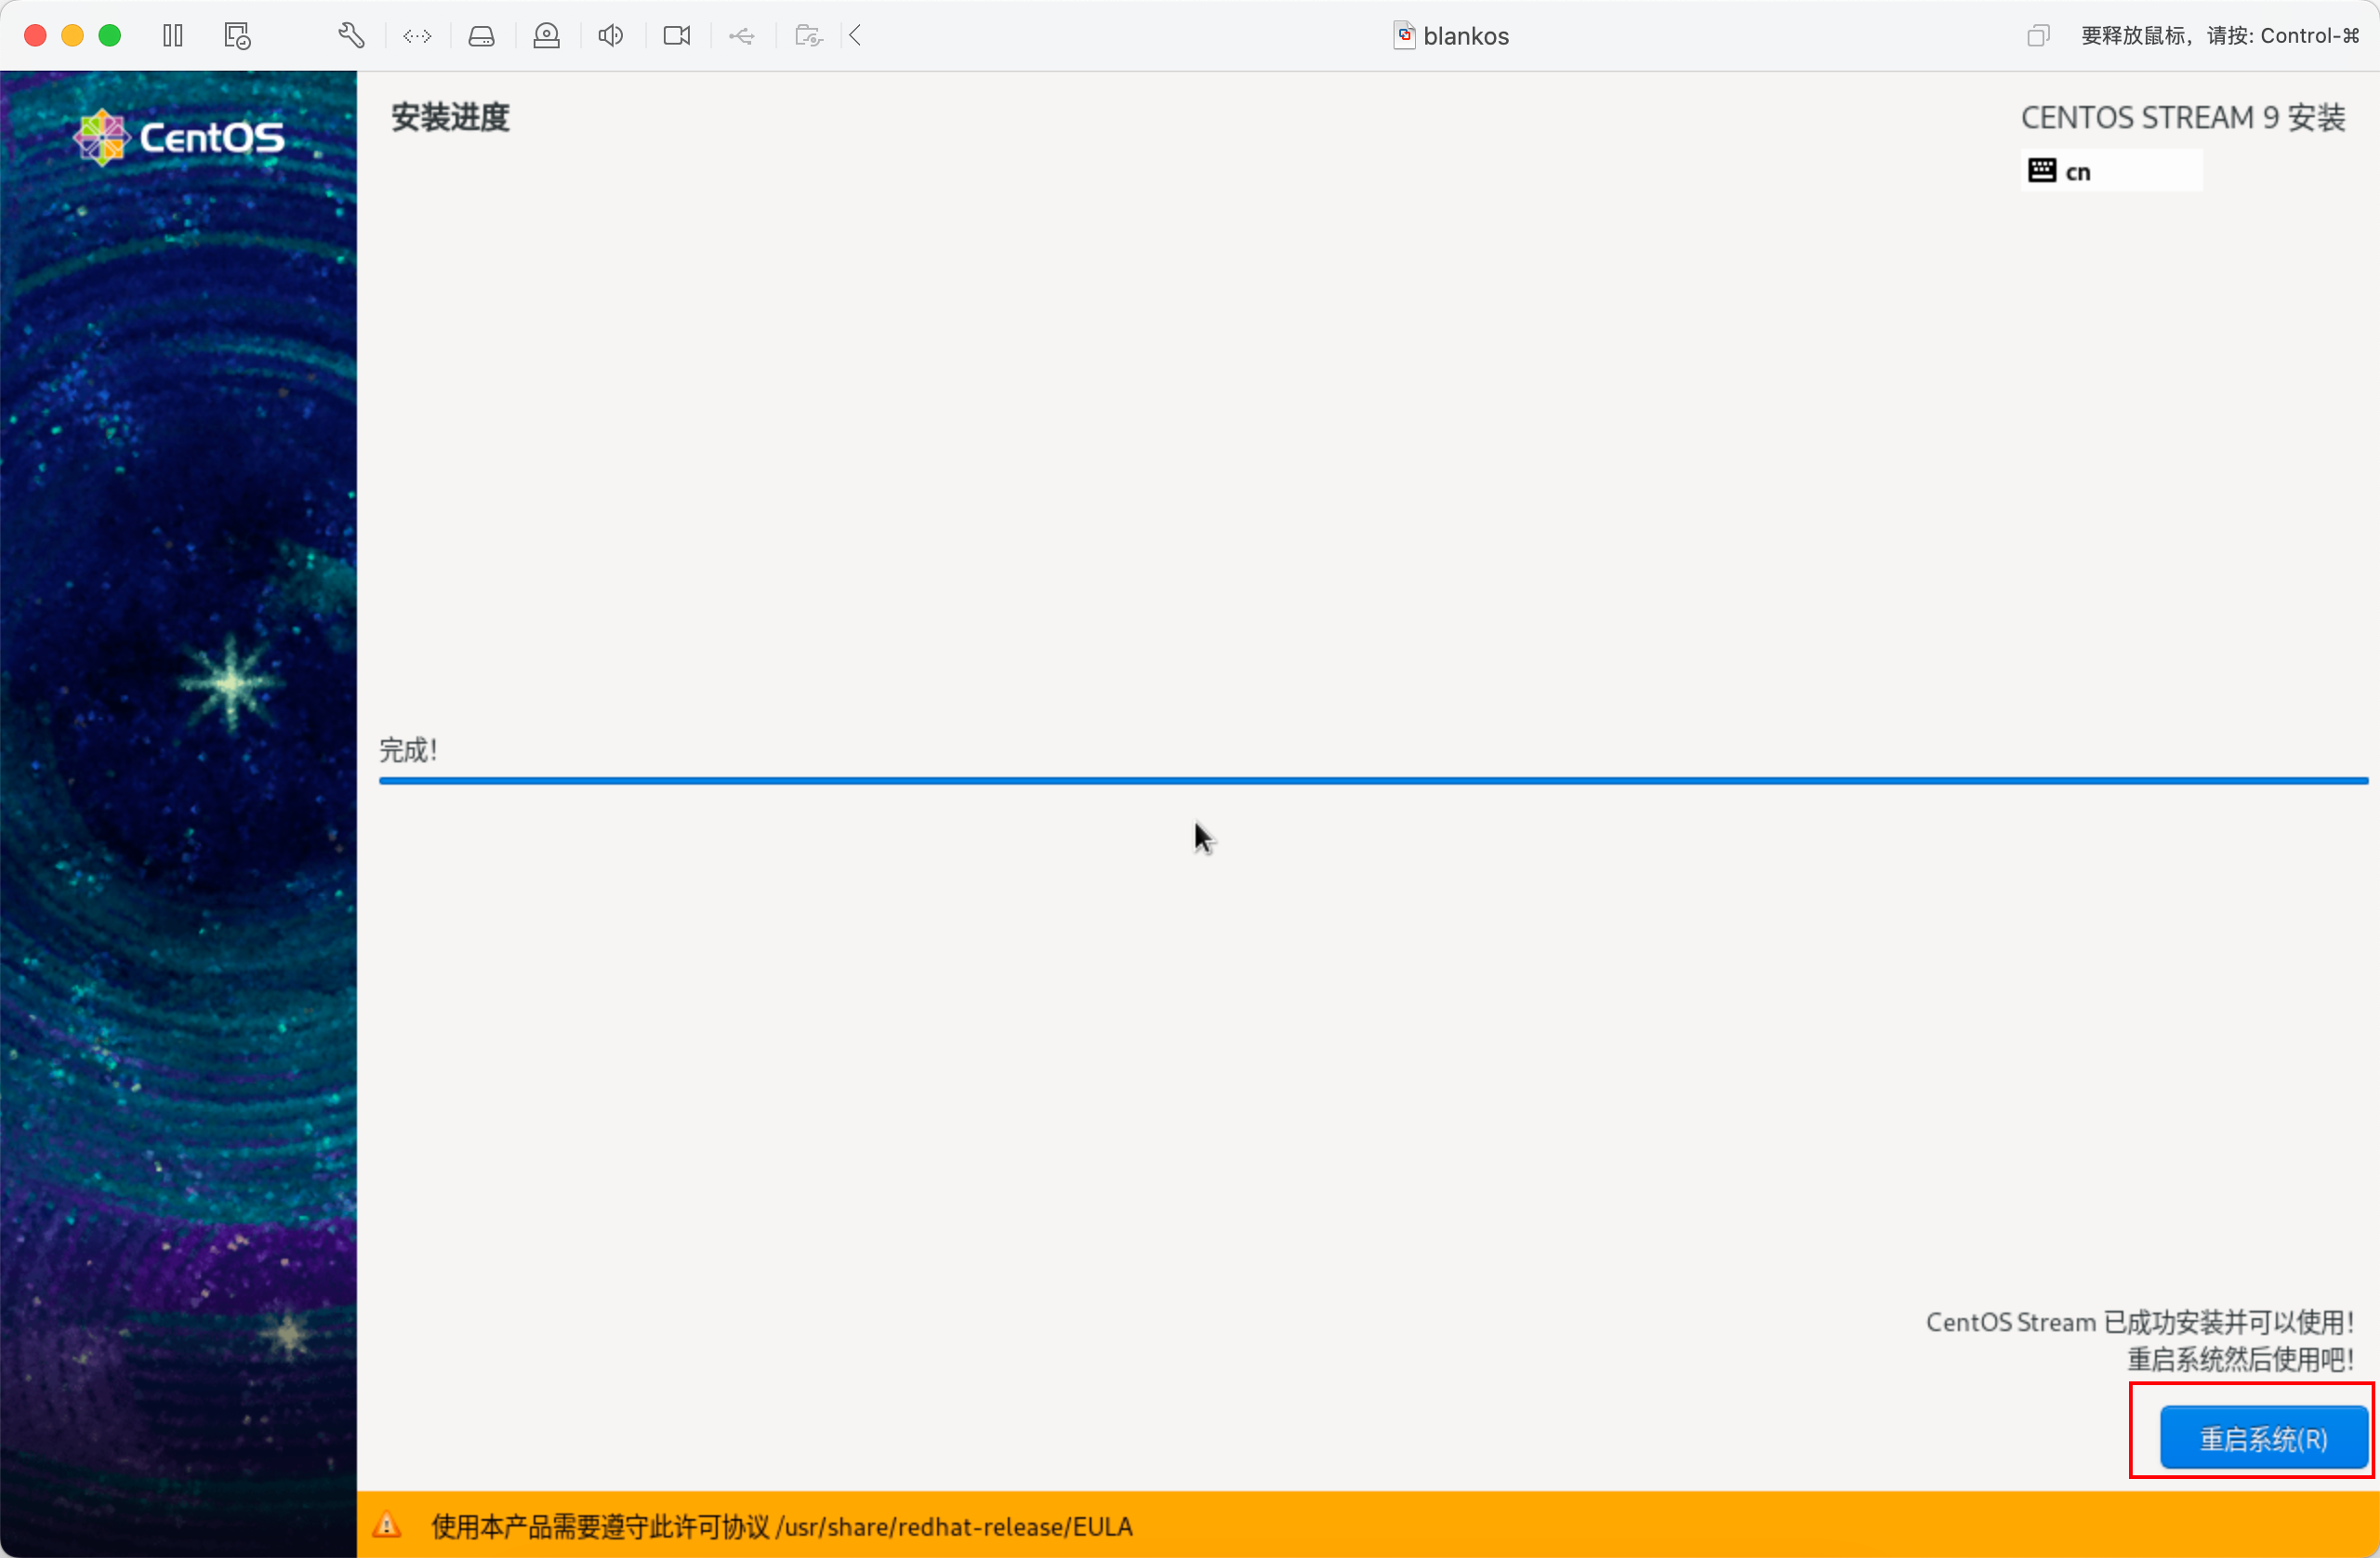 blankos
要释放鼠标，请按: Control-⌘
CentOS
安装进度
CENTOS STREAM 9 安装
cn
完成！
CentOS Stream 已成功安装并可以使用！
重启系统然后使用吧！
重启系统(R)
使用本产品需要遵守此许可协议 /usr/share/redhat-release/EULA